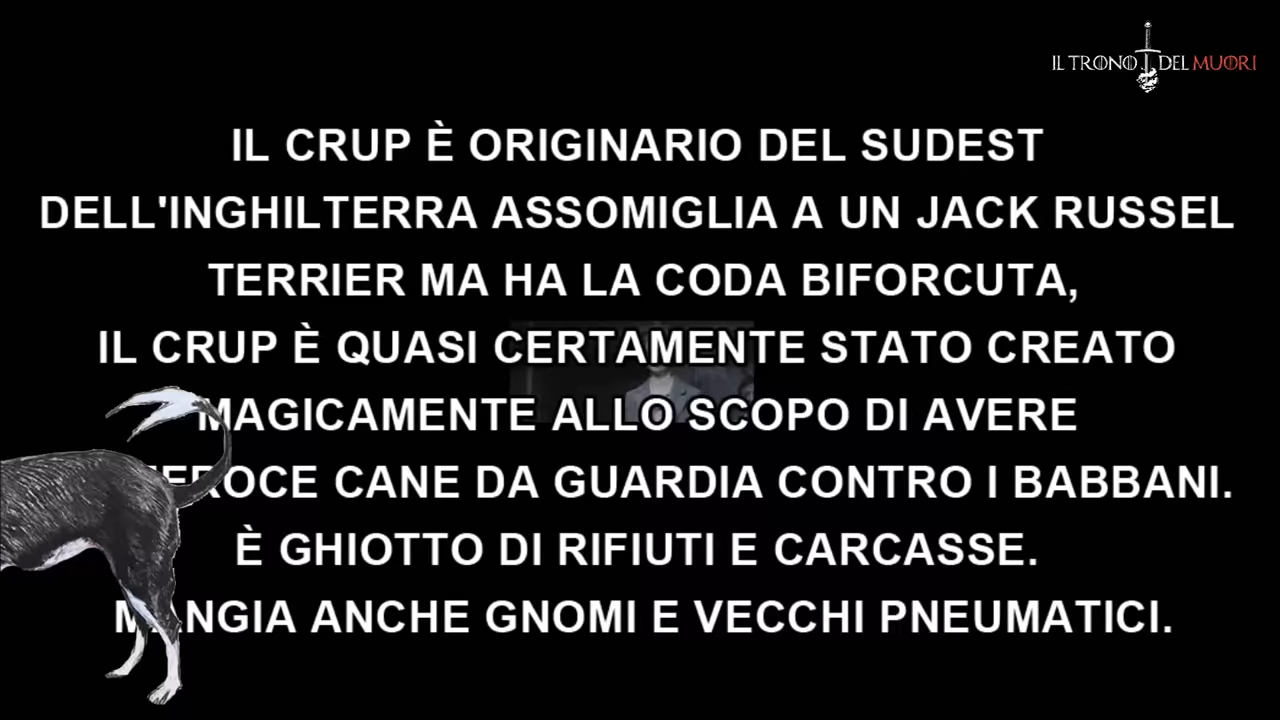 IL TRONO DEL MUORI
IL CRUP È ORIGINARIO DEL SUDEST
DELL'INGHILTERRA ASSOMIGLIA A UN JACK RUSSEL
TERRIER MA HA LA CODA BIFORCUTA,
IL CRUP È QUASI CERTAMENTE STATO CREATO
MAGICAMENTE ALLO SCOPO DI AVERE
FEROCE CANE DA GUARDIA CONTRO I BABBANI.
È GHIOTTO DI RIFIUTI E CARCASSE.
MANGIA ANCHE GNOMI E VECCHI PNEUMATICI.